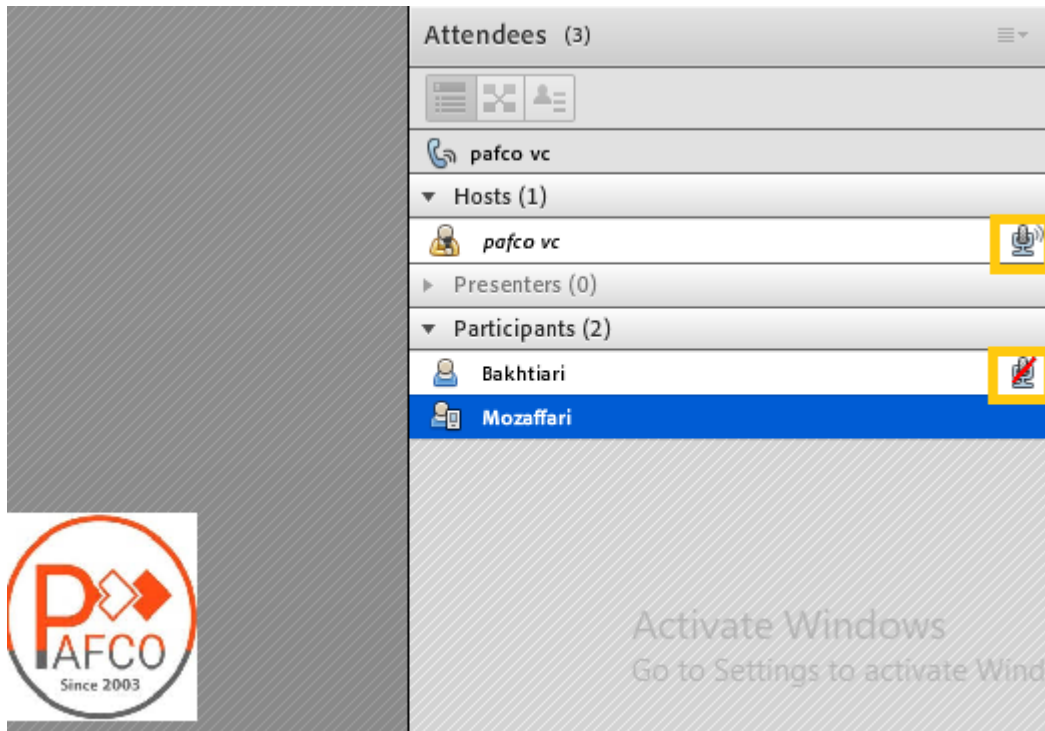 Attendees (3)
pafco vc
Hosts (1)
pafco vc
Presenters (0)
Participants (2)
Bakhtiari
Mozaffari
PAFCO
Since 2003
Activate Windows
Go to Settings to activate Wind